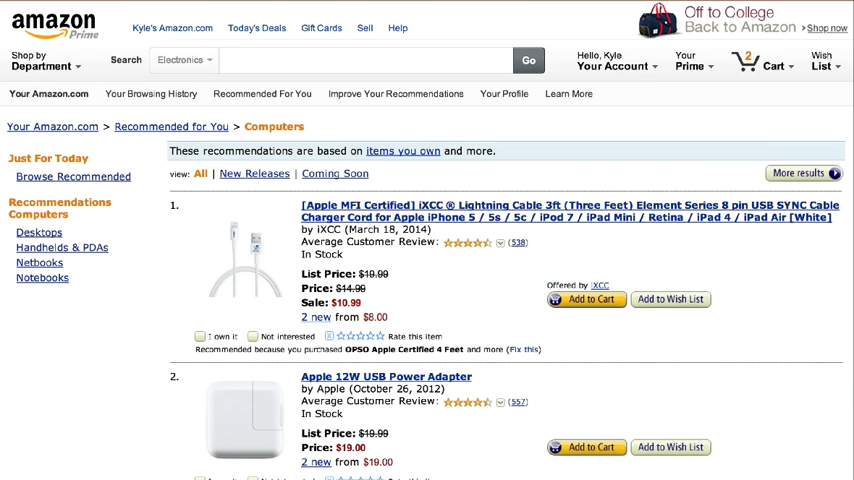 amazon
Prime
Kyle's Amazon.com Today's Deals Gift Cards Sell Help
Off to College
Back to Amazon
Shop now
Shop by
Department
Search Electronics Go
Hello, Kyle
Your Account
Your
Prime
2
Cart
Wish
List
Your Amazon.com Your Browsing History Recommended For You Improve Your Recommendations Your Profile Learn More
Your Amazon.com > Recommended for You > Computers
Just For Today
Browse Recommended
Recommendations
Computers
Desktops
Handhelds & PDAs
Netbooks
Notebooks
These recommendations are based on items you own and more.
view: All | New Releases | Coming Soon
More results
1.
[Apple MFI Certified] iXCC ® Lightning Cable 3ft (Three Feet) Element Series 8 pin USB SYNC Cable
Charger Cord for Apple iPhone 5 / 5s / 5c / iPod 7 / iPad Mini / Retina / iPad 4 / iPad Air [White]
by iXCC (March 18, 2014)
Average Customer Review: (538)
In Stock
List Price: $19.99
Price: $14.99
Sale: $10.99
2 new from $8.00
Offered by iXCC
Add to Cart Add to Wish List
I own it Not interested Rate this item
Recommended because you purchased OPSO Apple Certified 4 Feet and more (Fix this)
2.
Apple 12W USB Power Adapter
by Apple (October 26, 2012)
Average Customer Review: (557)
In Stock
List Price: $19.99
Price: $19.00
2 new from $19.00
Add to Cart Add to Wish List